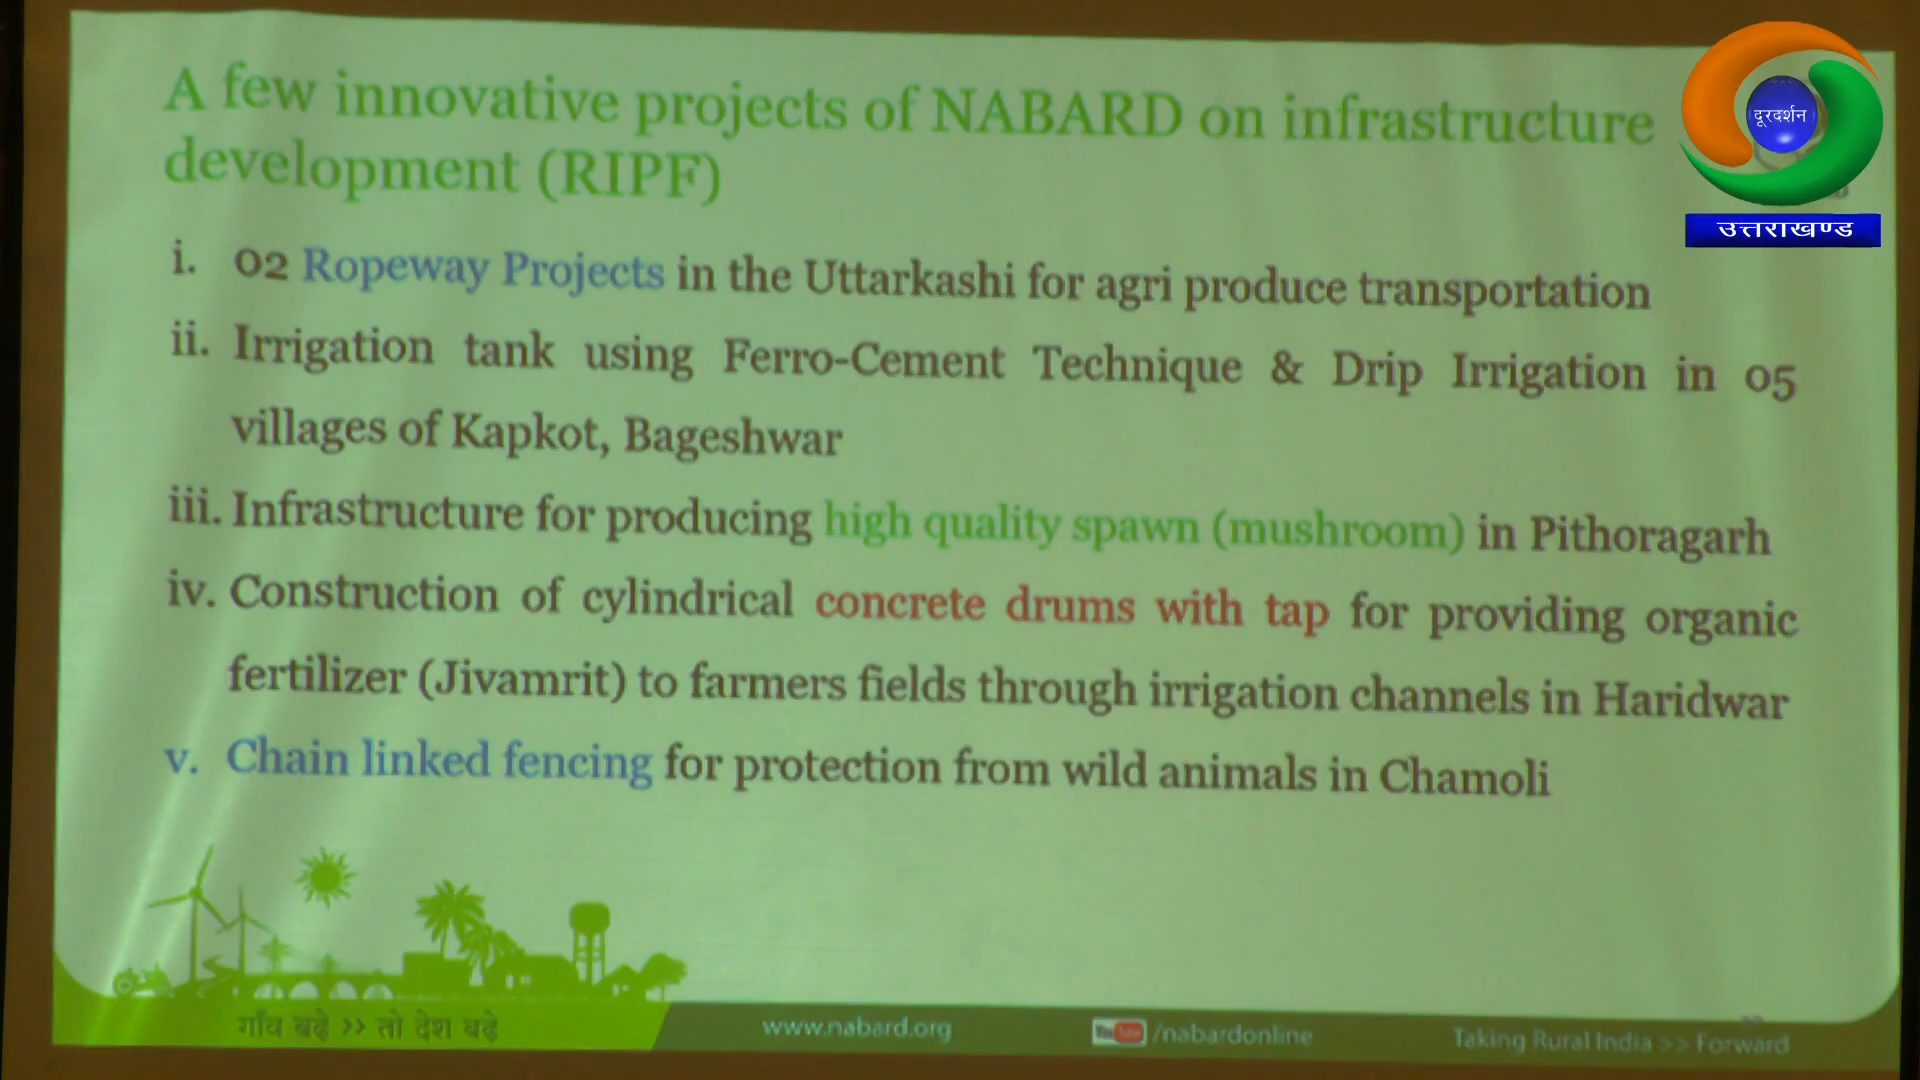 A few innovative projects of NABARD on infrastructure
development (RIPF)
दूरदर्शन
उत्तराखण्ड
i. 02 Ropeway Projects in the Uttarkashi for agri produce transportation
ii. Irrigation tank using Ferro-Cement Technique & Drip Irrigation in 05
villages of Kapkot, Bageshwar
iii. Infrastructure for producing high quality spawn (mushroom) in Pithoragarh
iv. Construction of cylindrical concrete drums with tap for providing organic
fertilizer (Jivamrit) to farmers fields through irrigation channels in Haridwar
v. Chain linked fencing for protection from wild animals in Chamoli
गाँव बढ़े >> तो देश बढ़े
www.nabard.org
YouTube /nabardonline
Taking Rural India >> Forward